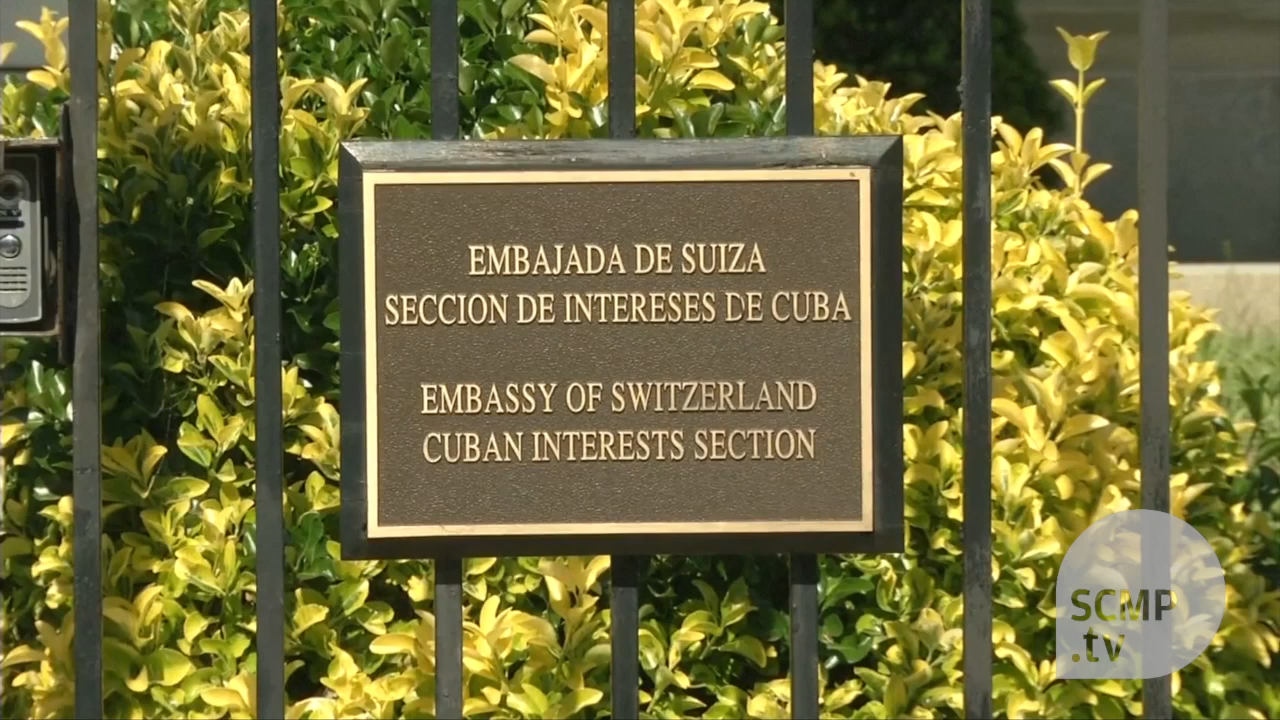 EMBAJADA DE SUIZA
SECCION DE INTERESES DE CUBA
EMBASSY OF SWITZERLAND
CUBAN INTERESTS SECTION
SCMP
.tv